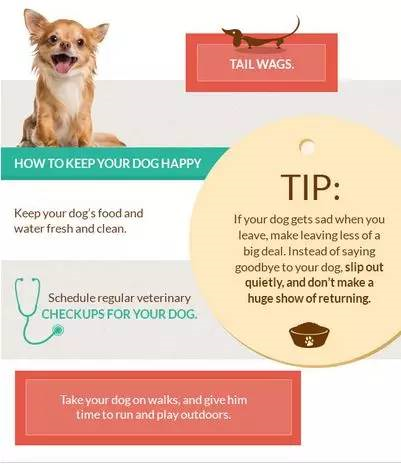 TAIL WAGS.
HOW TO KEEP YOUR DOG HAPPY
Keep your dog's food and
water fresh and clean.
TIP:
If your dog gets sad when you
leave, make leaving less of a
big deal. Instead of saying
goodbye to your dog, slip out
quietly, and don't make a
huge show of returning.
Schedule regular veterinary
CHECKUPS FOR YOUR DOG.
Take your dog on walks, and give him
time to run and play outdoors.